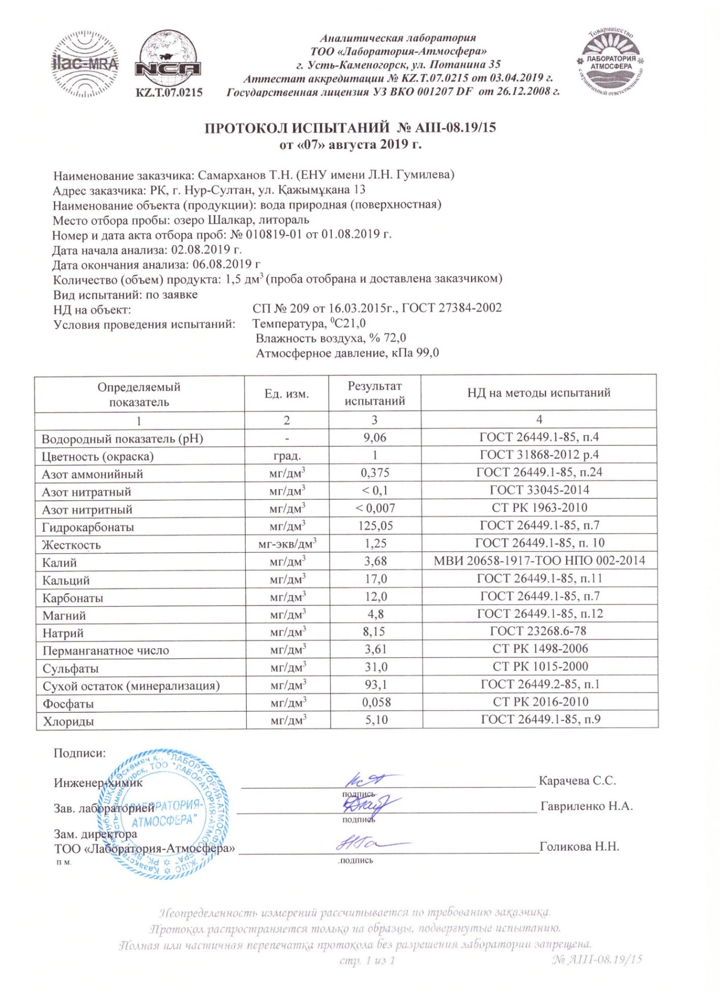 ilac-MRA
NCA
KZ.T.07.0215
Аналитическая лаборатория
ТОО «Лаборатория-Атмосфера»
г. Усть-Каменогорск, ул. Потанина 35
Аттестат аккредитации № KZ.T.07.0215 от 03.04.2019 г.
Государственная лицензия УЗ ВКО 001207 DF от 26.12.2008 г.
Товарищество
ЛАБОРАТОРИЯ
АТМОСФЕРА
с ограниченной ответственностью
ПРОТОКОЛ ИСПЫТАНИЙ № АШ-08.19/15
от «07» августа 2019 г.
Наименование заказчика: Самарханов Т.Н. (ЕНУ имени Л.Н. Гумилева)
Адрес заказчика: РК, г. Нур-Султан, ул. Қажымұқана 13
Наименование объекта (продукции): вода природная (поверхностная)
Место отбора пробы: озеро Шалкар, литораль
Номер и дата акта отбора проб: № 010819-01 от 01.08.2019 г.
Дата начала анализа: 02.08.2019 г.
Дата окончания анализа: 06.08.2019 г
Количество (объем) продукта: 1,5 дм³ (проба отобрана и доставлена заказчиком)
Вид испытаний: по заявке
НД на объект: СП № 209 от 16.03.2015г., ГОСТ 27384-2002
Условия проведения испытаний: Температура, ⁰С21,0
Влажность воздуха, % 72,0
Атмосферное давление, кПа 99,0
Определяемый показатель Ед. изм. Результат испытаний НД на методы испытаний
1 2 3 4
Водородный показатель (pH) - 9,06 ГОСТ 26449.1-85, п.4
Цветность (окраска) град. 1 ГОСТ 31868-2012 р.4
Азот аммонийный мг/дм³ 0,375 ГОСТ 26449.1-85, п.24
Азот нитратный мг/дм³ < 0,1 ГОСТ 33045-2014
Азот нитритный мг/дм³ < 0,007 СТ РК 1963-2010
Гидрокарбонаты мг/дм³ 125,05 ГОСТ 26449.1-85, п.7
Жесткость мг-экв/дм³ 1,25 ГОСТ 26449.1-85, п. 10
Калий мг/дм³ 3,68 МВИ 20658-1917-ТОО НПО 002-2014
Кальций мг/дм³ 17,0 ГОСТ 26449.1-85, п.11
Карбонаты мг/дм³ 12,0 ГОСТ 26449.1-85, п.7
Магний мг/дм³ 4,8 ГОСТ 26449.1-85, п.12
Натрий мг/дм³ 8,15 ГОСТ 23268.6-78
Перманганатное число мг/дм³ 3,61 СТ РК 1498-2006
Сульфаты мг/дм³ 31,0 СТ РК 1015-2000
Сухой остаток (минерализация) мг/дм³ 93,1 ГОСТ 26449.2-85, п.1
Фосфаты мг/дм³ 0,058 СТ РК 2016-2010
Хлориды мг/дм³ 5,10 ГОСТ 26449.1-85, п.9
Подписи:
Инженер-химик Карачева С.С.
подпись
Зав. лабораторией Гавриленко Н.А.
подпись
Зам. директора
ТОО «Лаборатория-Атмосфера» Голикова Н.Н.
п м. .подпись
"ЛАБОРАТОРИЯ-
АТМОСФЕРА"
Неопределенность измерений рассчитывается по требованию заказчика.
Протокол распространяется только на образцы, подвергнутые испытанию.
Полная или частичная перепечатка протокола без разрешения лаборатории запрещена.
стр. 1 из 1 № АШ-08.19/15